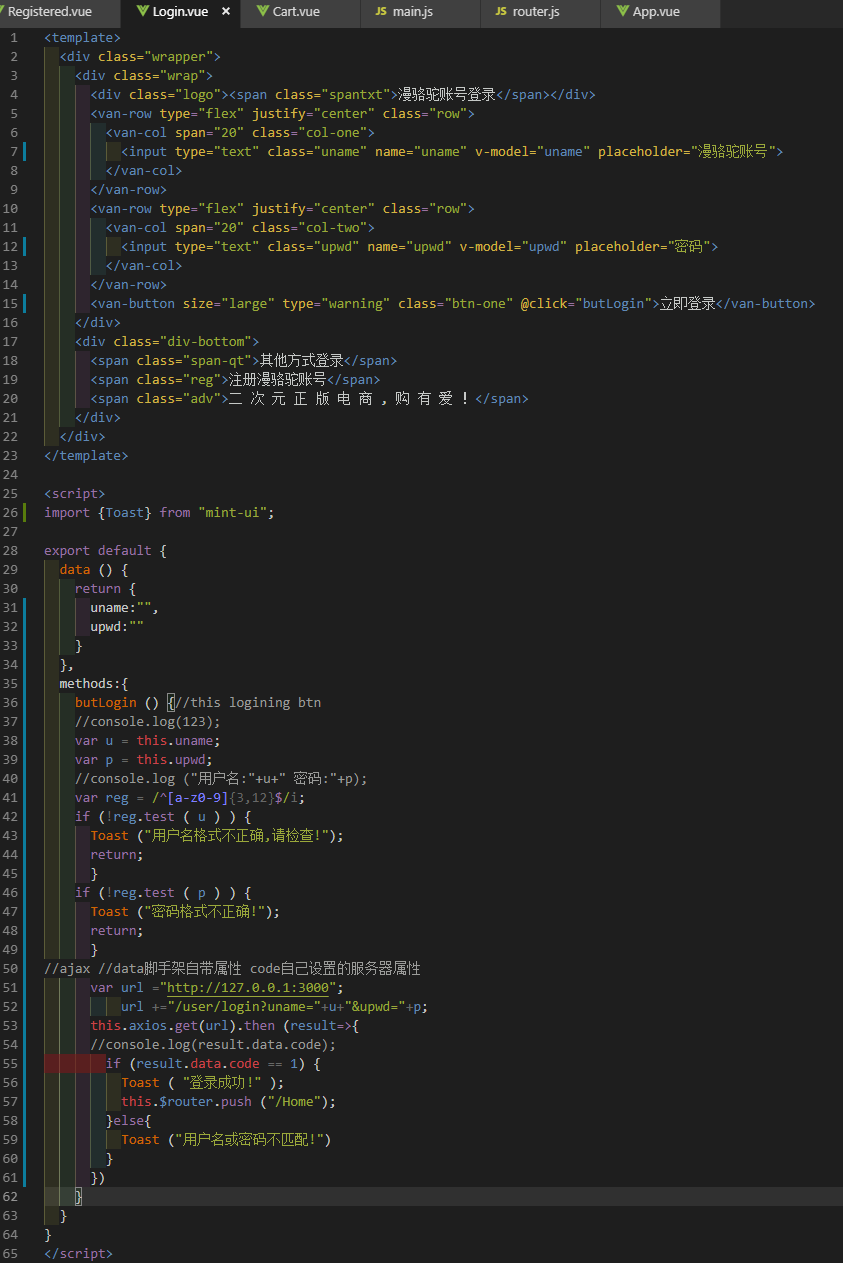 Registered.vue Login.vue × Cart.vue JS main.js JS router.js App.vue
1 <template>
2 <div class="wrapper">
3 <div class="wrap">
4 <div class="logo"><span class="spantxt">漫骆驼账号登录</span></div>
5 <van-row type="flex" justify="center" class="row">
6 <van-col span="20" class="col-one">
7 <input type="text" class="uname" name="uname" v-model="uname" placeholder="漫骆驼账号">
8 </van-col>
9 </van-row>
10 <van-row type="flex" justify="center" class="row">
11 <van-col span="20" class="col-two">
12 <input type="text" class="upwd" name="upwd" v-model="upwd" placeholder="密码">
13 </van-col>
14 </van-row>
15 <van-button size="large" type="warning" class="btn-one" @click="butLogin">立即登录</van-button>
16 </div>
17 <div class="div-bottom">
18 <span class="span-qt">其他方式登录</span>
19 <span class="reg">注册漫骆驼账号</span>
20 <span class="adv">二 次 元 正 版 电 商 , 购 有 爱 ! </span>
21 </div>
22 </div>
23 </template>
24
25 <script>
26 import {Toast} from "mint-ui";
27
28 export default {
29 data () {
30 return {
31 uname:"",
32 upwd:""
33 }
34 },
35 methods:{
36 butLogin () {//this logining btn
37 //console.log(123);
38 var u = this.uname;
39 var p = this.upwd;
40 //console.log ("用户名:"+u+" 密码:"+p);
41 var reg = /^[a-z0-9]{3,12}$/i;
42 if (!reg.test ( u ) ) {
43 Toast ("用户名格式不正确,请检查!");
44 return;
45 }
46 if (!reg.test ( p ) ) {
47 Toast ("密码格式不正确!");
48 return;
49 }
50 //ajax //data脚手架自带属性 code自己设置的服务器属性
51 var url ="http://127.0.0.1:3000";
52 url +="/user/login?uname="+u+"&upwd="+p;
53 this.axios.get(url).then (result=>{
54 //console.log(result.data.code);
55 if (result.data.code == 1) {
56 Toast ( "登录成功!" );
57 this.$router.push ("/Home");
58 }else{
59 Toast ("用户名或密码不匹配!")
60 }
61 })
62 }
63 }
64 }
65 </script>